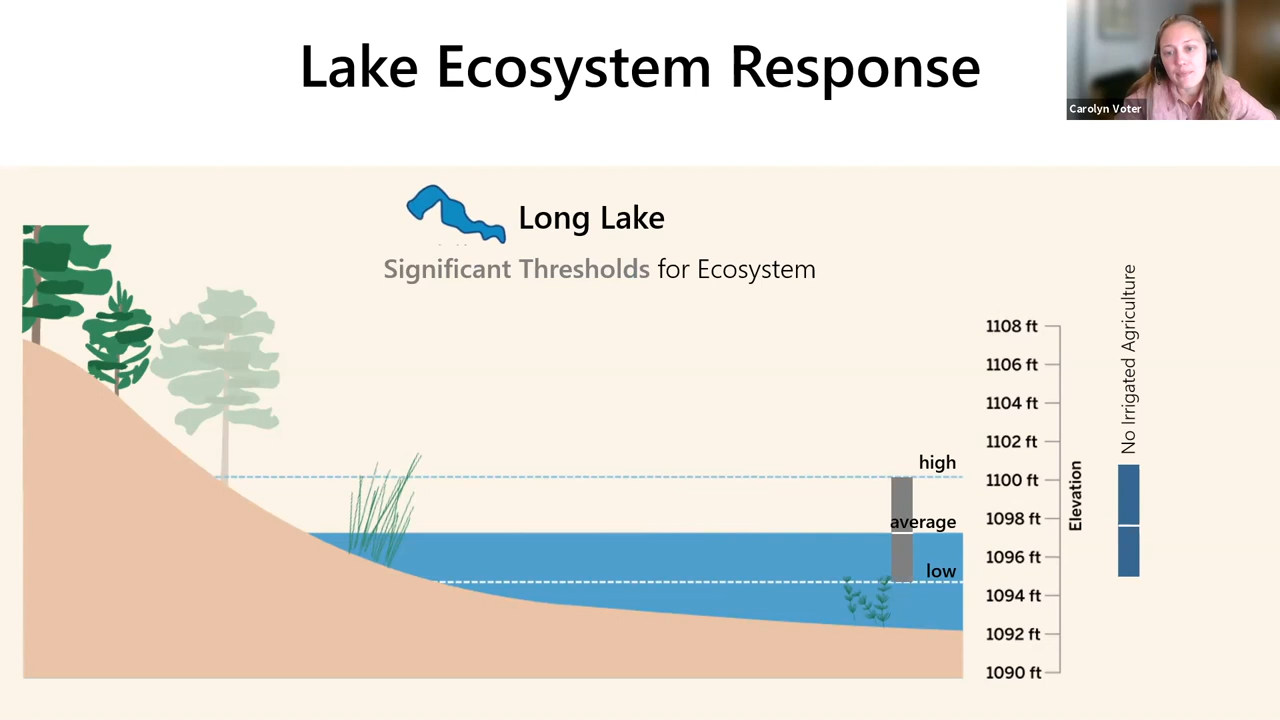 Lake Ecosystem Response
Carolyn Voter
Long Lake
Significant Thresholds for Ecosystem
high
average
low
1108 ft
1106 ft
1104 ft
1102 ft
1100 ft
1098 ft
1096 ft
1094 ft
1092 ft
1090 ft
Elevation
No Irrigated Agriculture